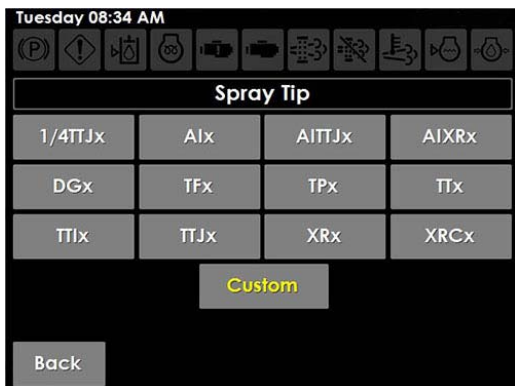 Tuesday 08:34 AM
Spray Tip
1/4TTJx AIx AITTJx AIXRx
DGx TFx TPx TTx
TTIx TTJx XRx XRCx
Custom
Back